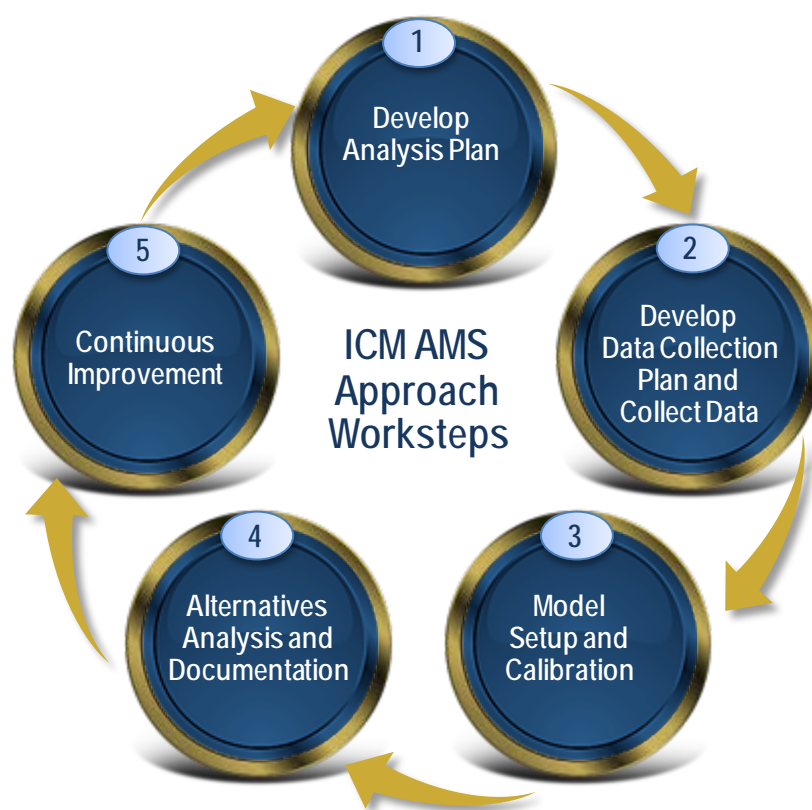 1
Develop
Analysis Plan
2
Develop
Data Collection
Plan and
Collect Data
3
Model
Setup and
Calibration
4
Alternatives
Analysis and
Documentation
5
Continuous
Improvement
ICM AMS
Approach
Worksteps